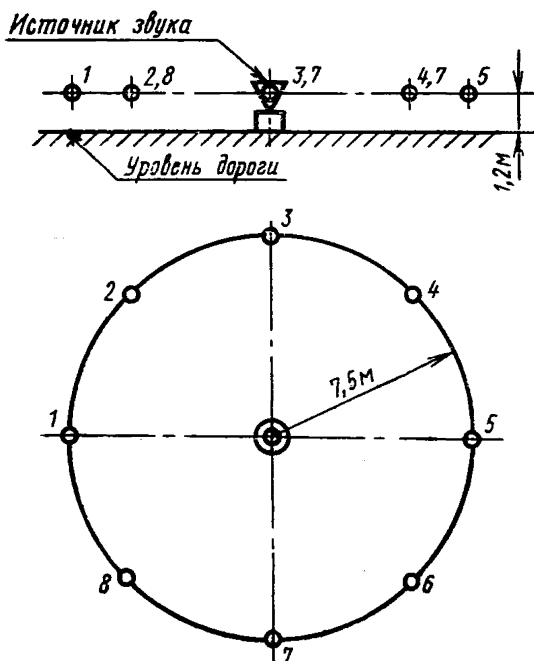 Источник звука
1 2,8 3,7 4,7 5
1,2м
Уровень дороги
3
2 4
7,5м
1 5
8 6
7